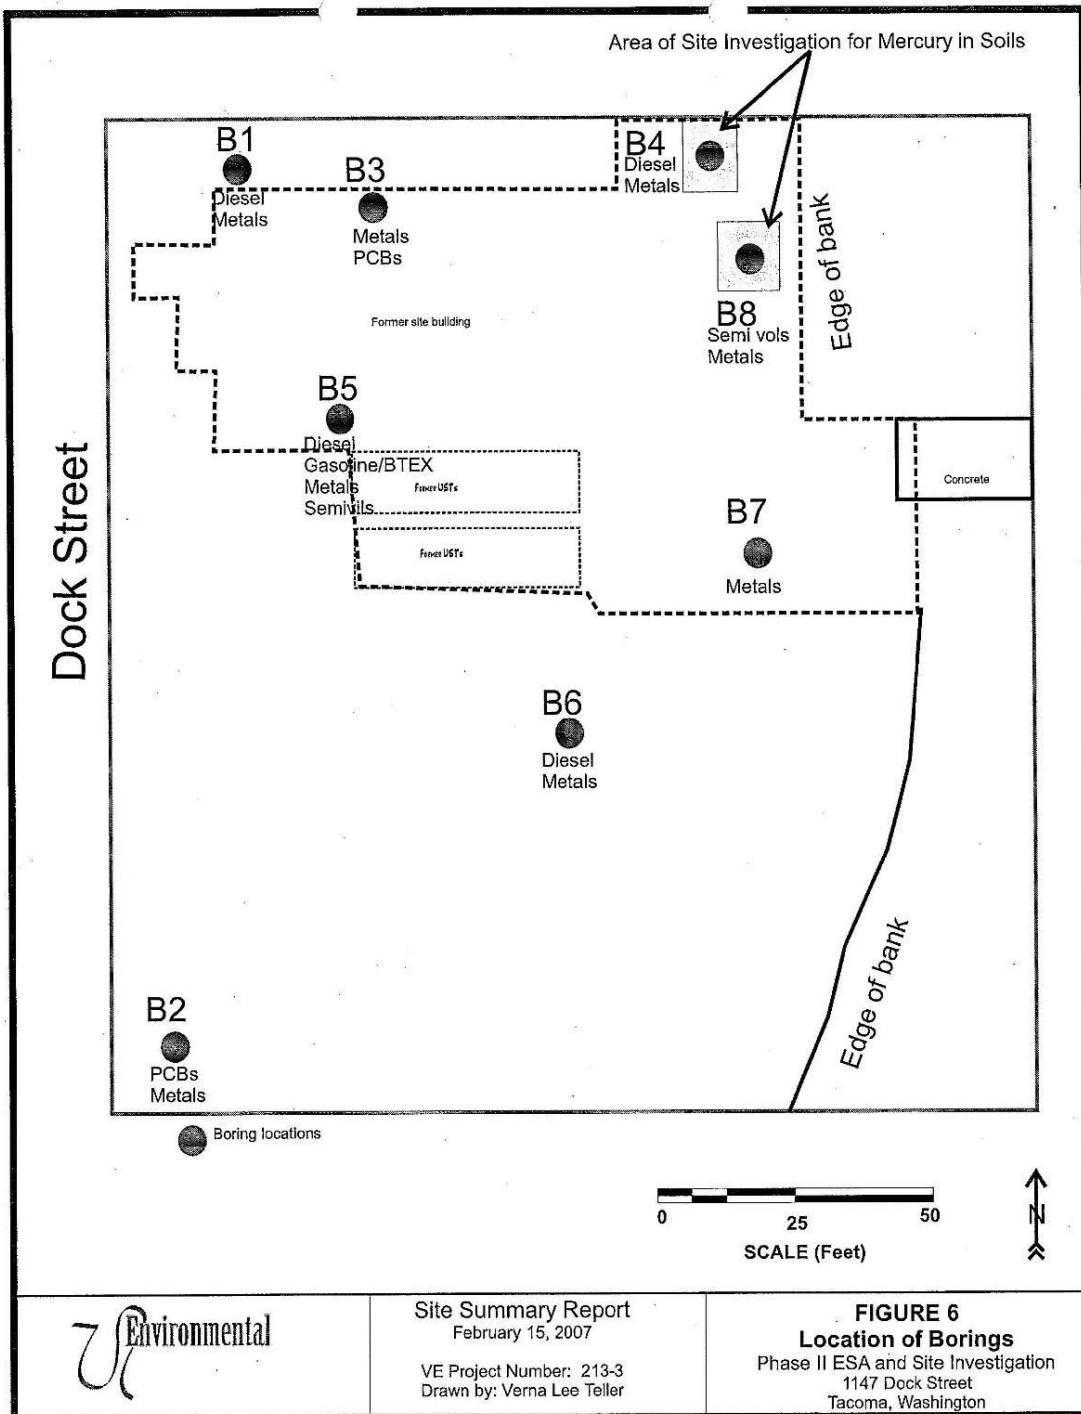 Area of Site Investigation for Mercury in Soils
B1
Diesel
Metals
B3
Metals
PCBs
B4
Diesel
Metals
B8
Semi vols
Metals
Edge of bank
Former site building
B5
Diesel
Gasoline/BTEX
Metals
Semivils
Former USTs
Former USTs
Concrete
B7
Metals
Dock Street
B6
Diesel
Metals
Edge of bank
B2
PCBs
Metals
Boring locations
0
25
50
SCALE (Feet)
N
Environmental
Site Summary Report
February 15, 2007
VE Project Number: 213-3
Drawn by: Verna Lee Teller
FIGURE 6
Location of Borings
Phase II ESA and Site Investigation
1147 Dock Street
Tacoma, Washington